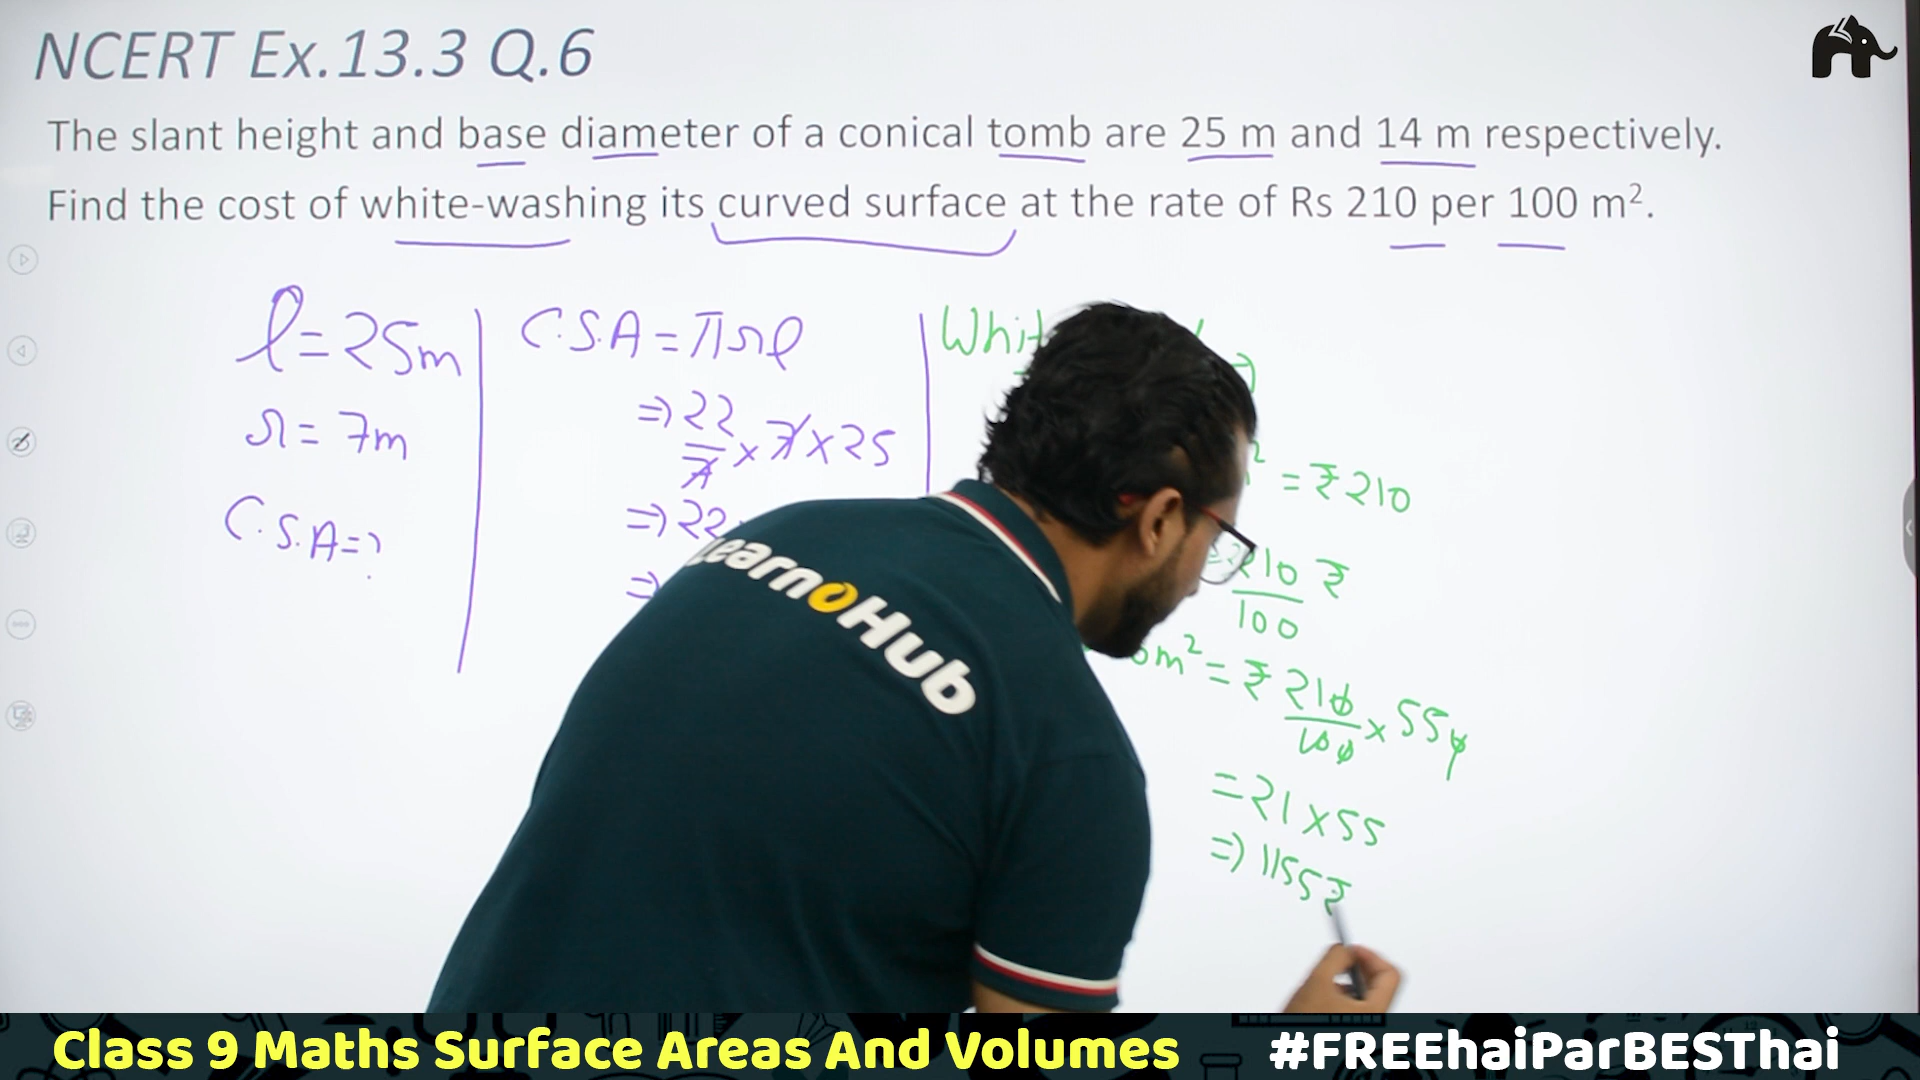 NCERT Ex.13.3 Q.6
The slant height and base diameter of a conical tomb are 25 m and 14 m respectively.
Find the cost of white-washing its curved surface at the rate of Rs 210 per 100 m².
l = 25m
r = 7m
C.S.A = ?
C.S.A = πrl
⇒ 22/7 × 7 × 25
⇒ 22
⇒
Whit
² = ₹210
= 210/100 ₹
0m² = ₹ 210/100 × 550
= 21 × 55
⇒ 1155₹
LearnoHub
Class 9 Maths Surface Areas And Volumes
#FREEhaiParBESThai